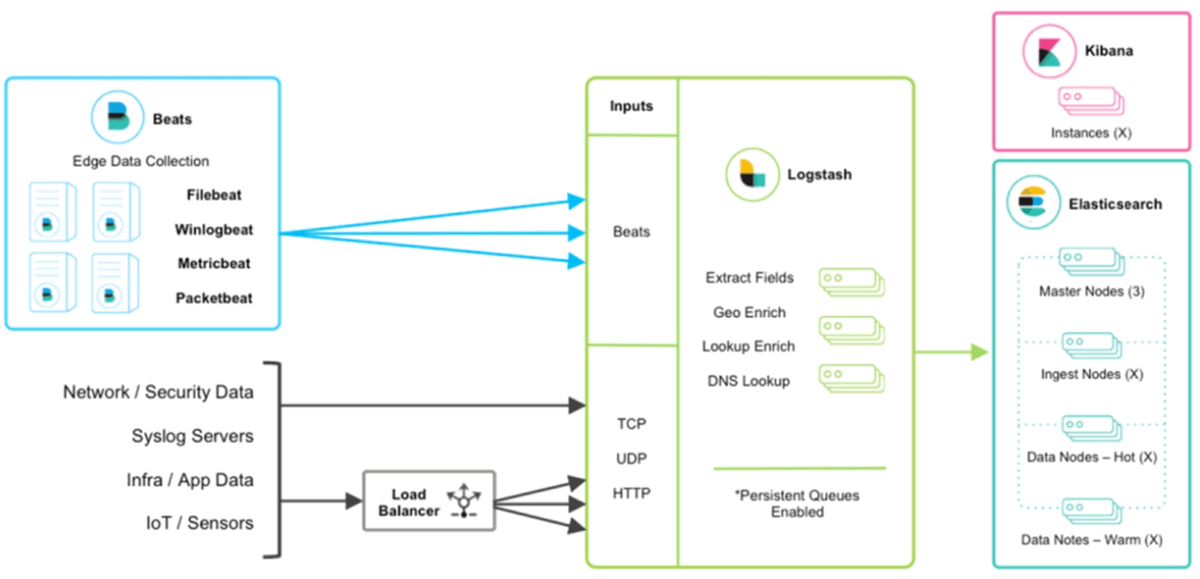 Beats
Edge Data Collection
Filebeat
Winlogbeat
Metricbeat
Packetbeat
Network / Security Data
Syslog Servers
Infra / App Data
IoT / Sensors
Load
Balancer
Inputs
Beats
TCP
UDP
HTTP
Logstash
Extract Fields
Geo Enrich
Lookup Enrich
DNS Lookup
*Persistent Queues
Enabled
Kibana
Instances (X)
Elasticsearch
Master Nodes (3)
Ingest Nodes (X)
Data Nodes – Hot (X)
Data Notes – Warm (X)